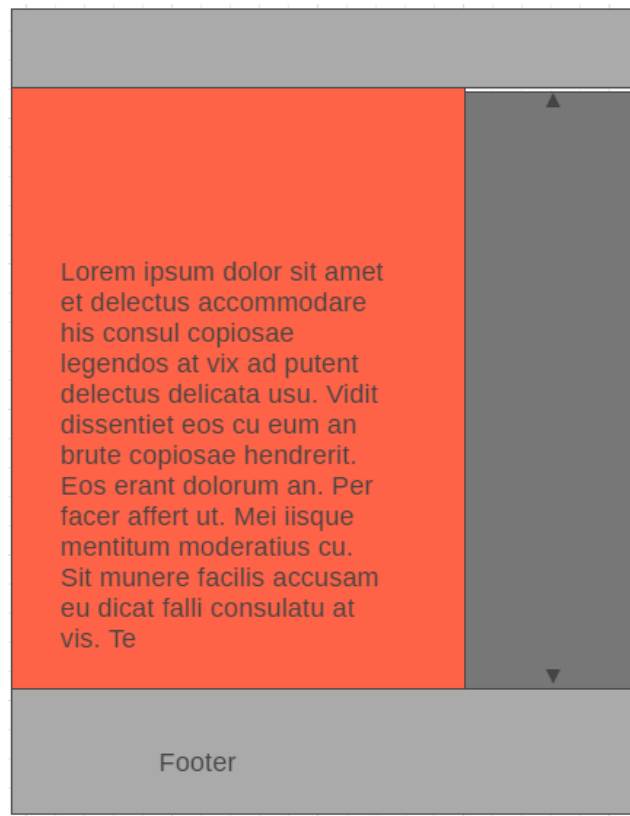 Lorem ipsum dolor sit amet
et delectus accommodare
his consul copiosae
legendos at vix ad putent
delectus delicata usu. Vidit
dissentiet eos cu eum an
brute copiosae hendrerit.
Eos erant dolorum an. Per
facer affert ut. Mei iisque
mentitum moderatius cu.
Sit munere facilis accusam
eu dicat falli consulatu at
vis. Te
Footer